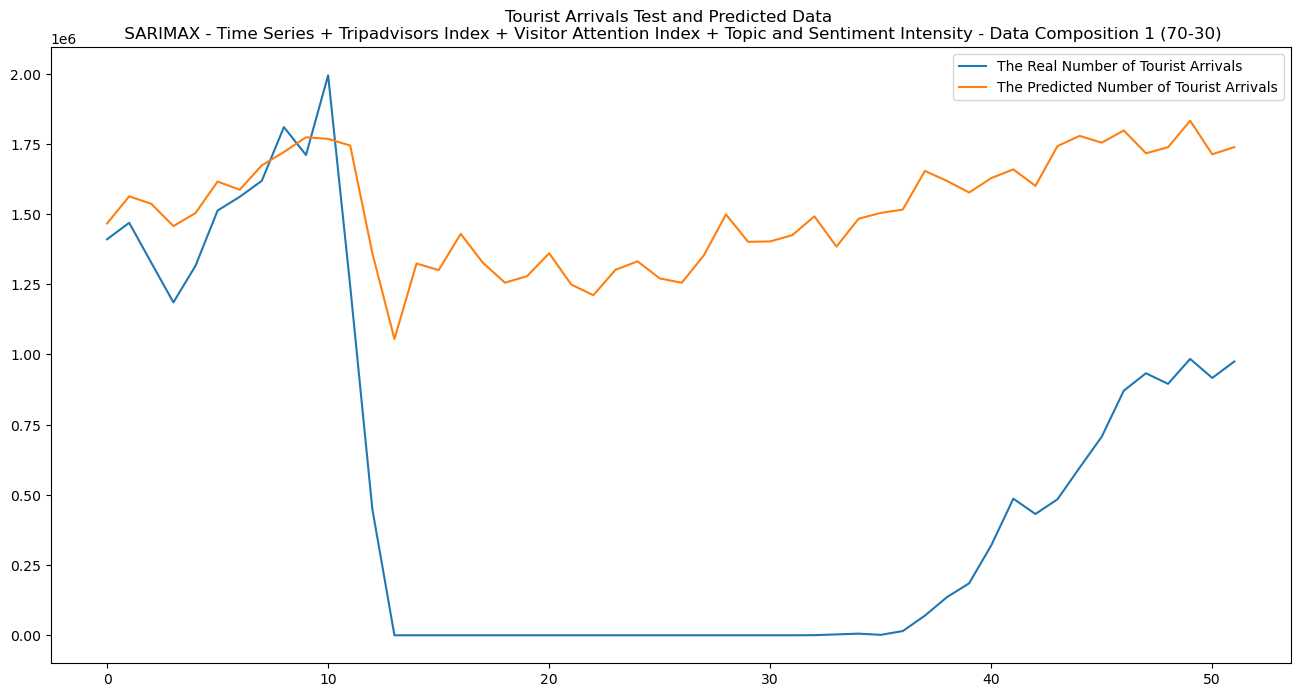 Tourist Arrivals Test and Predicted Data
SARIMAX - Time Series + Tripadvisors Index + Visitor Attention Index + Topic and Sentiment Intensity - Data Composition 1 (70-30)
1e6
The Real Number of Tourist Arrivals
The Predicted Number of Tourist Arrivals
2.00
1.75
1.50
1.25
1.00
0.75
0.50
0.25
0.00
0 10 20 30 40 50